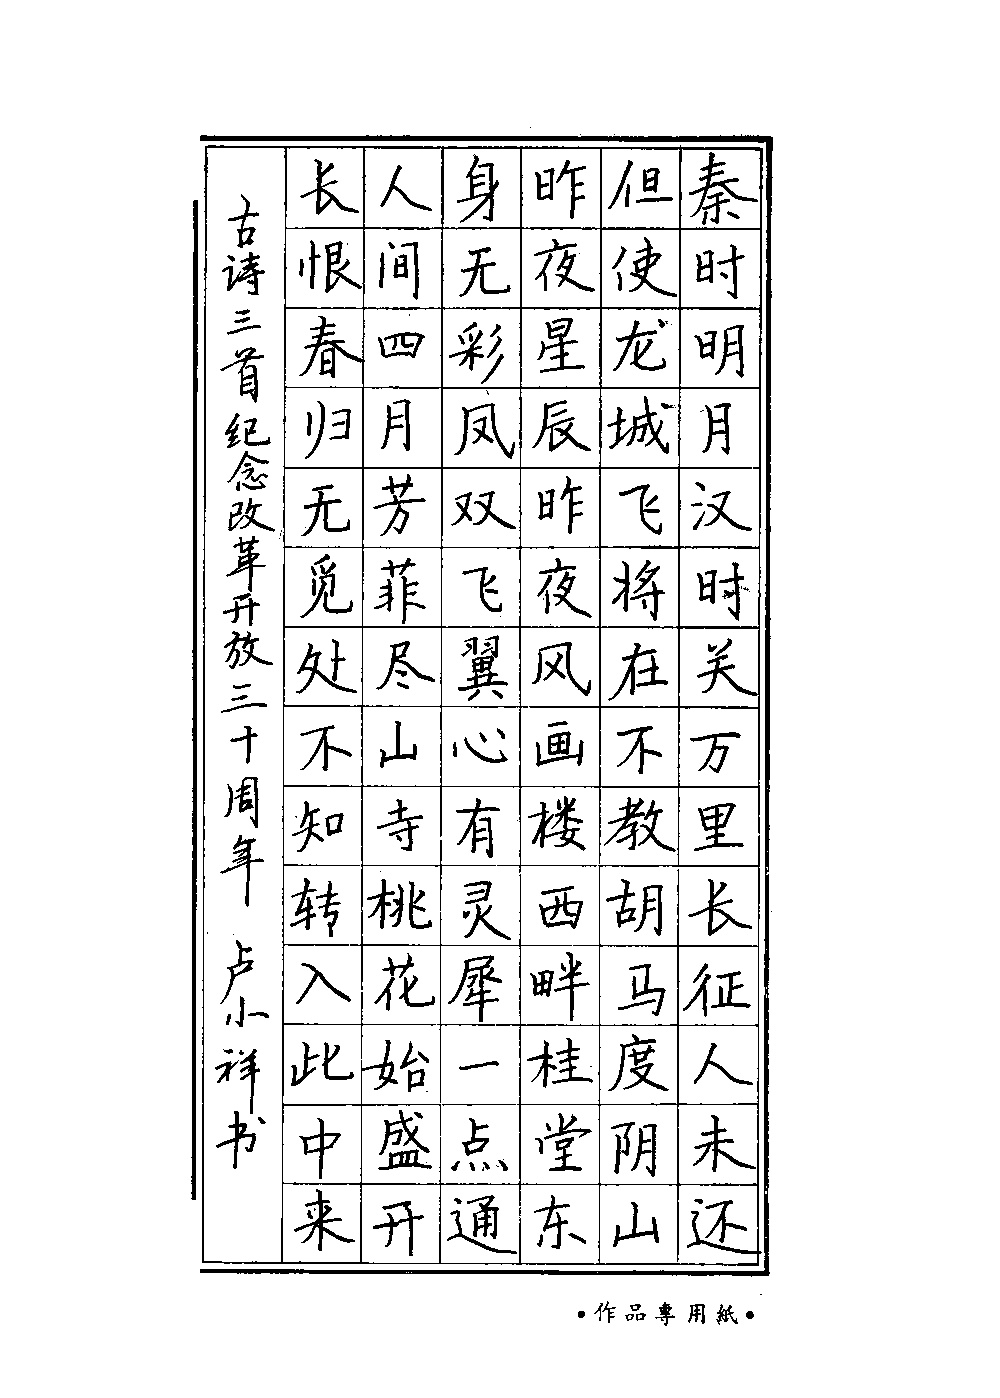 秦时明月汉时关万里长征人未还
但使龙城飞将在不教胡马度阴山
昨夜星辰昨夜风画楼西畔桂堂东
身无彩凤双飞翼心有灵犀一点通
人间四月芳菲尽山寺桃花始盛开
长恨春归无觅处不知转入此中来
古诗三首纪念改革开放三十周年 卢小祥书
·作品專用紙·